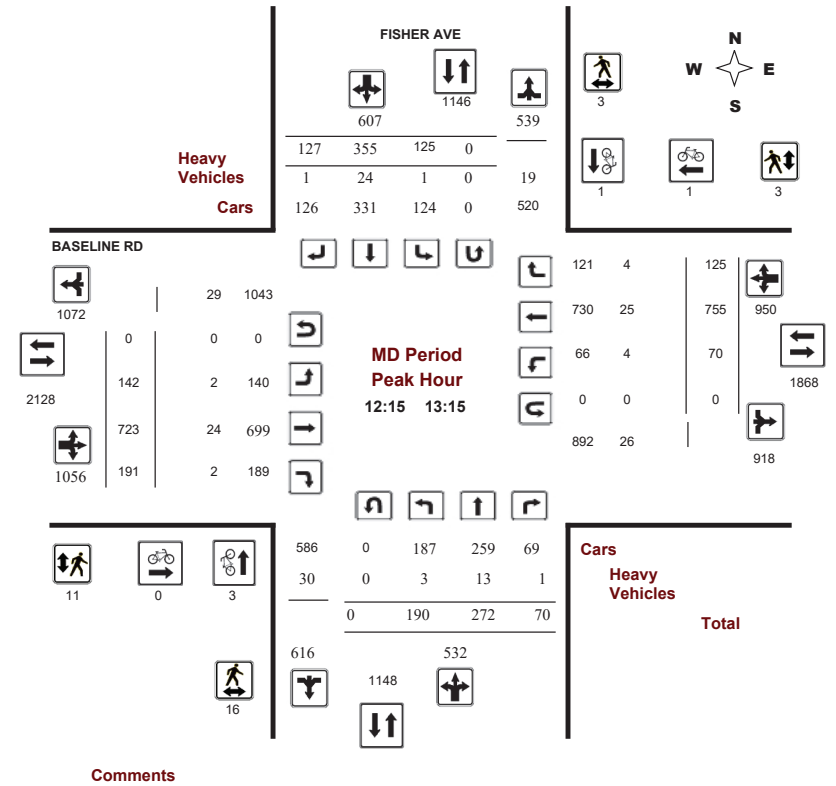 FISHER AVE
N
W E
S
1146
3
607 539
127 355 125 0
Heavy
Vehicles 1 24 1 0 19
Cars 126 331 124 0 520
1 1 3
BASELINE RD
121 4 125
1072 29 1043
730 25 755 950
0 0 0
MD Period
Peak Hour
12:15 13:15
66 4 70
2128 142 2 140
1868
0 0 0
723 24 699
892 26
918
1056 191 2 189
586 0 187 259 69 Cars
30 0 3 13 1 Heavy
Vehicles
11 0 3
0 190 272 70 Total
616 532
1148
16
Comments